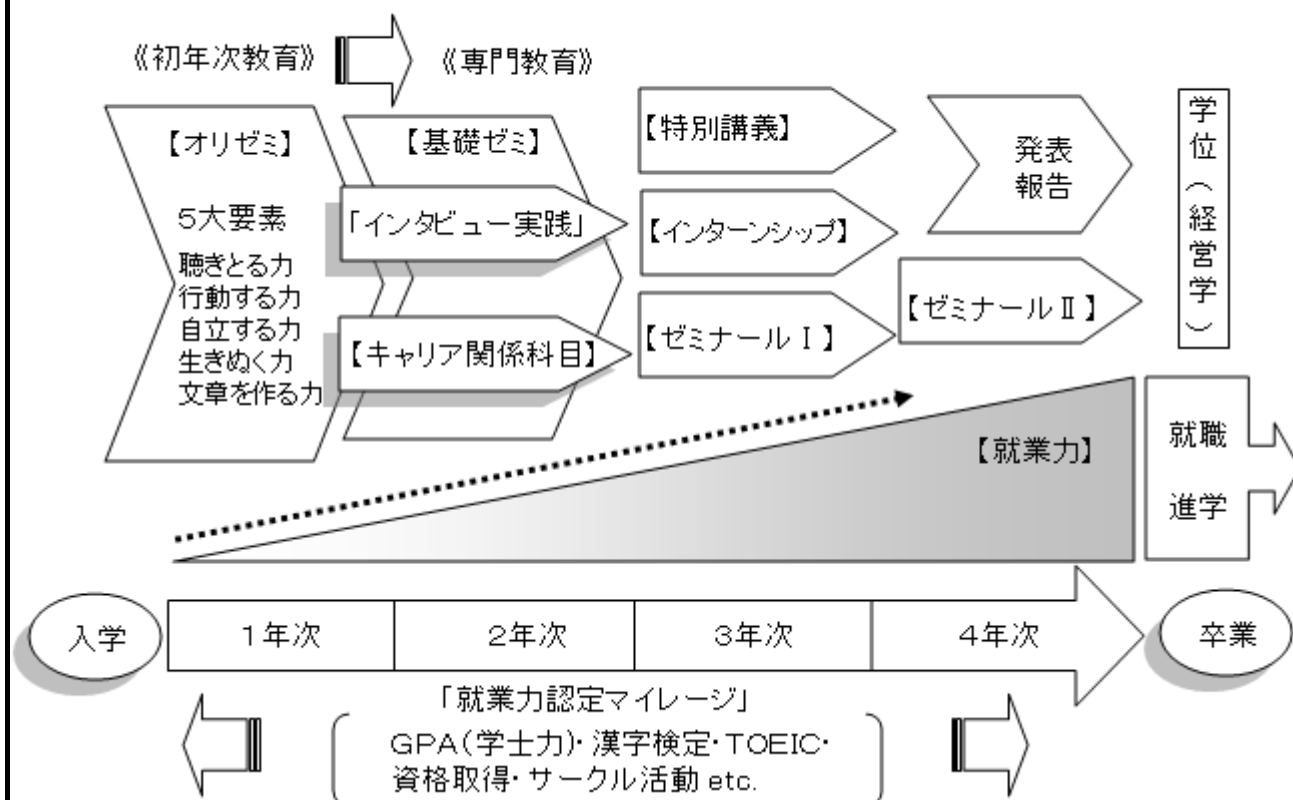 《初年次教育》
《専門教育》
【オリゼミ】
５大要素
聴きとる力
行動する力
自立する力
生きぬく力
文章を作る力
【基礎ゼミ】
「インタビュー実践」
【キャリア関係科目】
【特別講義】
【インターンシップ】
【ゼミナールⅠ】
発表
報告
【ゼミナールⅡ】
学位（経営学）
【就業力】
就職
進学
入学
１年次
２年次
３年次
４年次
卒業
「就業力認定マイレージ」
ＧＰＡ（学士力）・漢字検定・ＴＯＥＩＣ・
資格取得・サークル活動 etc.